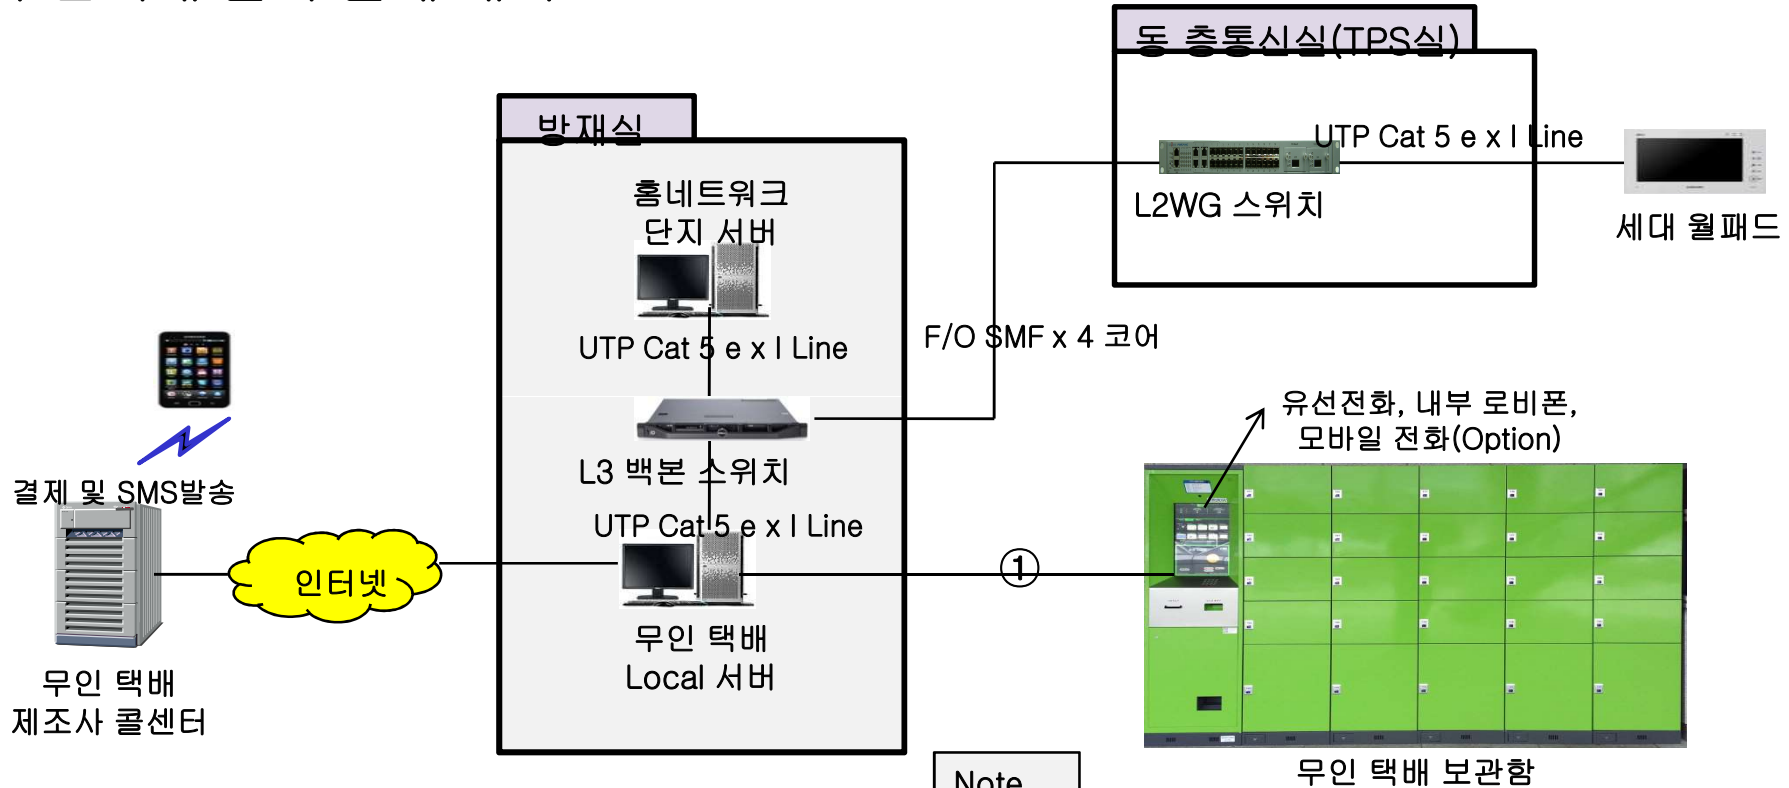 동 층통신실(TPS실)
방재실
UTP Cat 5 e x l Line
홈네트워크
단지 서버
L2WG 스위치
세대 월패드
UTP Cat 5 e x l Line
F/O SMF x 4 코어
유선전화, 내부 로비폰,
모바일 전화(Option)
L3 백본 스위치
결제 및 SMS발송
UTP Cat 5 e x l Line
인터넷
①
무인 택배
Local 서버
무인 택배
제조사 콜센터
무인 택배 보관함
Note